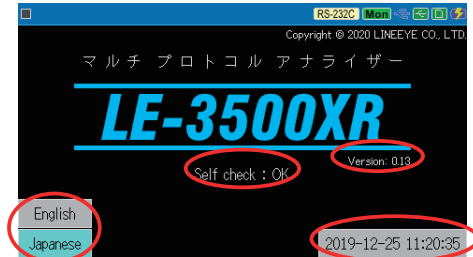 RS-232C Mon
Copyright © 2020 LINEEYE CO., LTD.
マルチ プロトコル アナライザー
LE-3500XR
Version: 0.13
Self check : OK
English
Japanese
2019-12-25 11:20:35